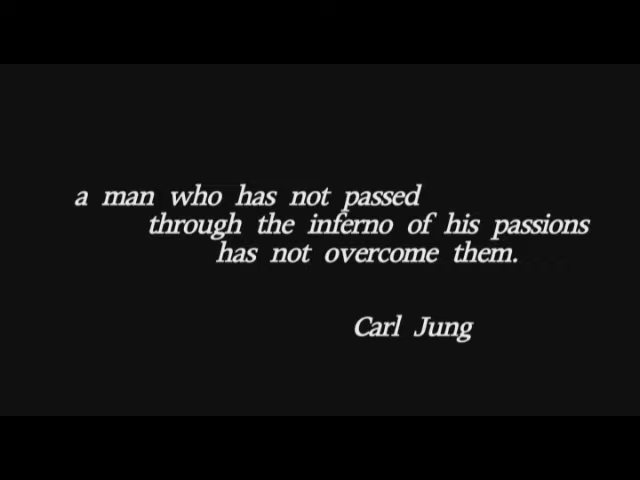 a man who has not passed
through the inferno of his passions
has not overcome them.
Carl Jung